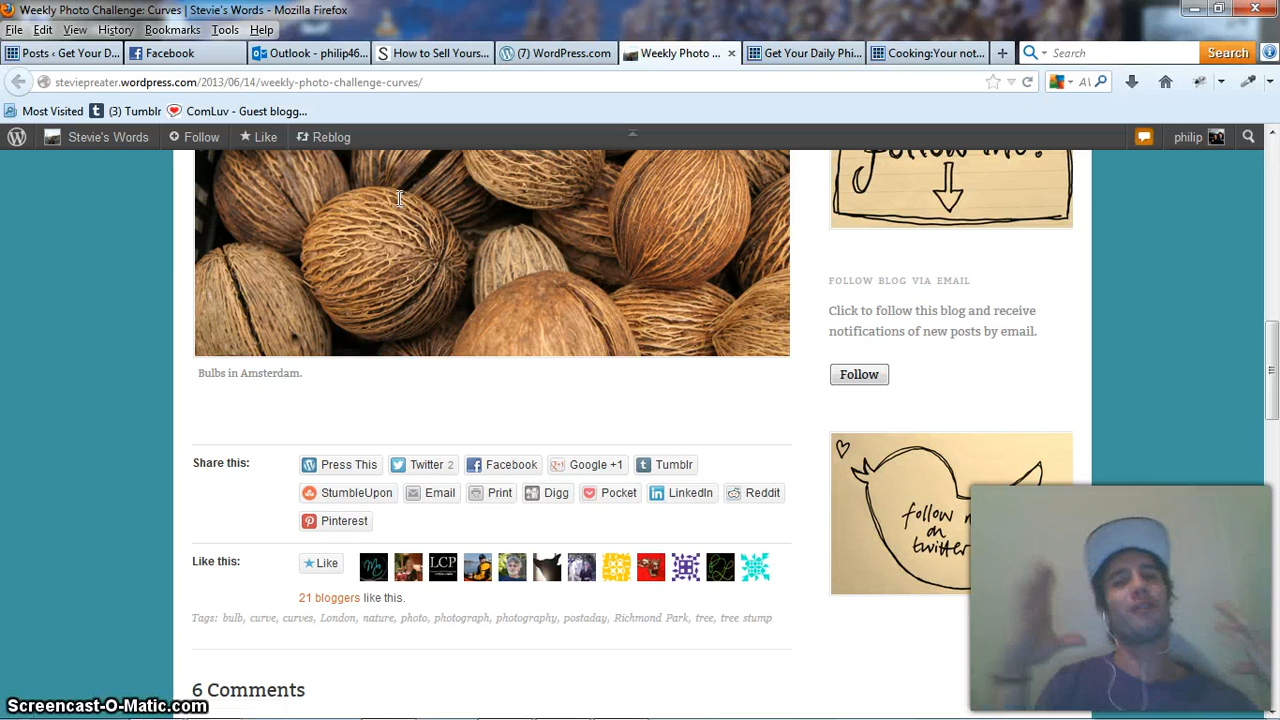 Weekly Photo Challenge: Curves | Stevie's Words - Mozilla Firefox
File Edit View History Bookmarks Tools Help
Posts ‹ Get Your D... Facebook Outlook - philip46... How to Sell Yours... (7) WordPress.com Weekly Photo ... Get Your Daily Phi... Cooking:Your not...
Search Search
steviepreater.wordpress.com/2013/06/14/weekly-photo-challenge-curves/
Most Visited (3) Tumblr ComLuv - Guest blogg...
Stevie's Words Follow Like Reblog philip
follow me!
FOLLOW BLOG VIA EMAIL
Click to follow this blog and receive
notifications of new posts by email.
Follow
Bulbs in Amsterdam.
Share this: Press This Twitter 2 Facebook Google +1 Tumblr
StumbleUpon Email Print Digg Pocket LinkedIn Reddit
Pinterest
follow
on
twitter
Like this: Like LCP
21 bloggers like this.
Tags: bulb, curve, curves, London, nature, photo, photograph, photography, postaday, Richmond Park, tree, tree stump
6 Comments
Screencast-O-Matic.com